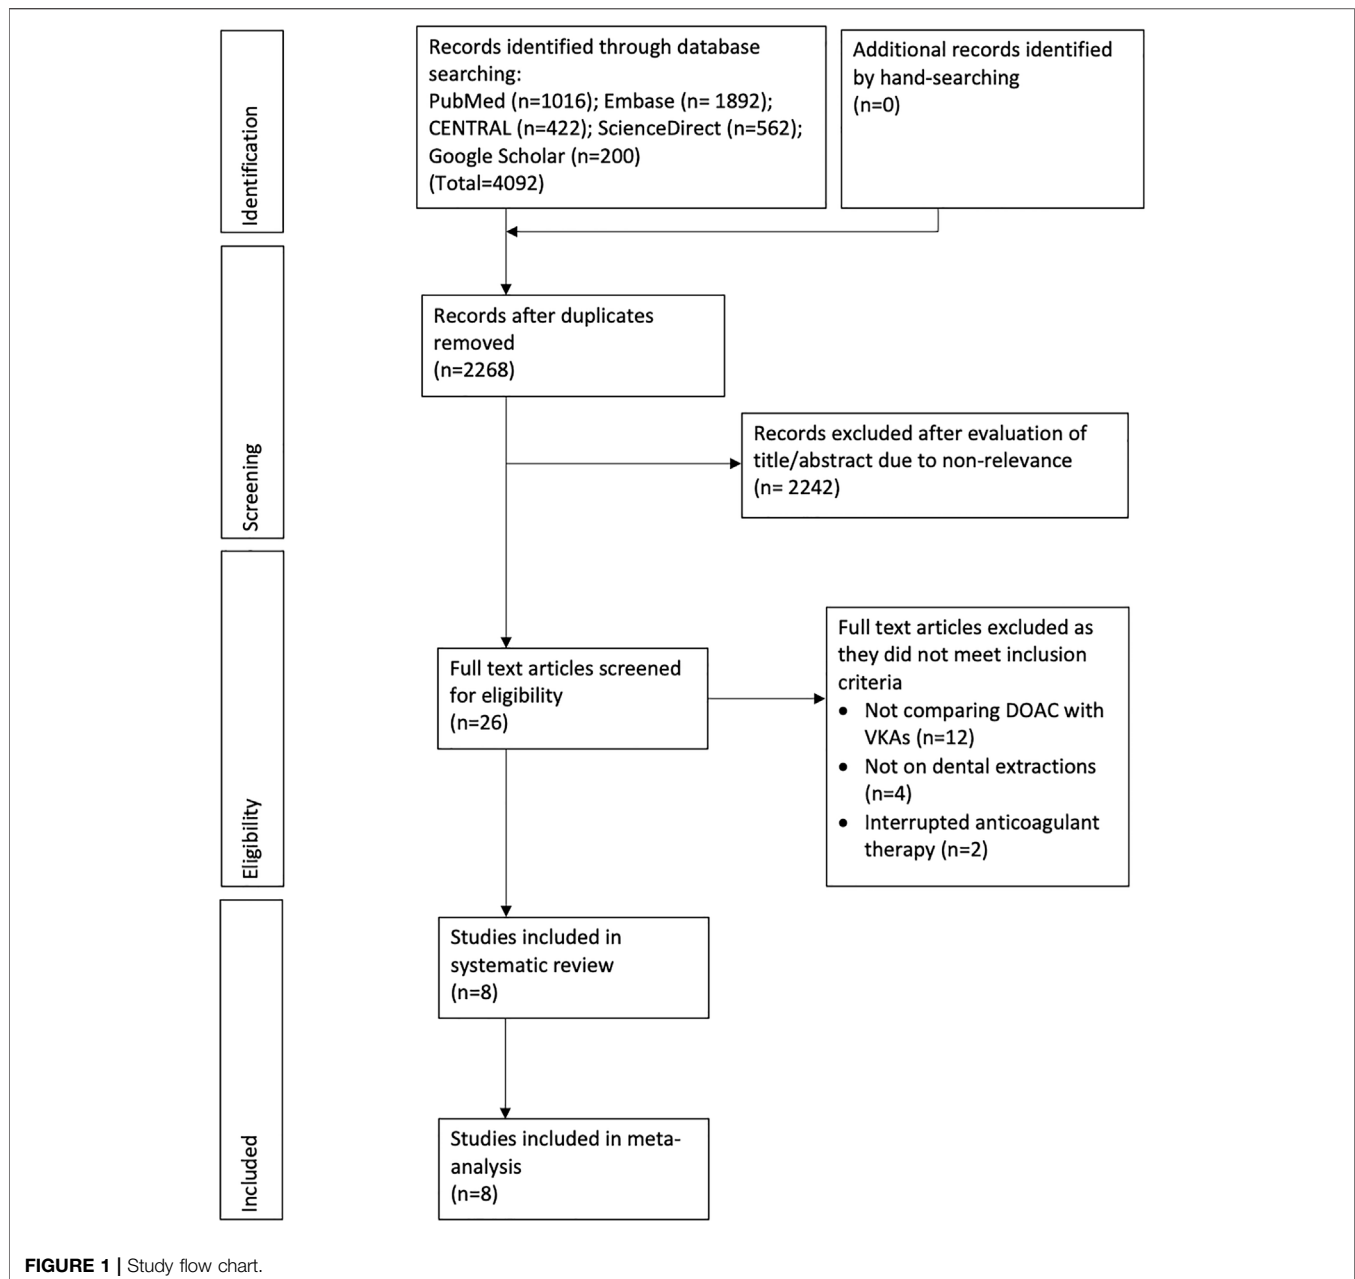 Identification
Records identified through database
searching:
PubMed (n=1016); Embase (n= 1892);
CENTRAL (n=422); ScienceDirect (n=562);
Google Scholar (n=200)
(Total=4092)
Additional records identified
by hand-searching
(n=0)
Screening
Records after duplicates
removed
(n=2268)
Records excluded after evaluation of
title/abstract due to non-relevance
(n= 2242)
Eligibility
Full text articles screened
for eligibility
(n=26)
Full text articles excluded as
they did not meet inclusion
criteria
● Not comparing DOAC with
VKAs (n=12)
● Not on dental extractions
(n=4)
● Interrupted anticoagulant
therapy (n=2)
Included
Studies included in
systematic review
(n=8)
Studies included in meta-
analysis
(n=8)
FIGURE 1 | Study flow chart.